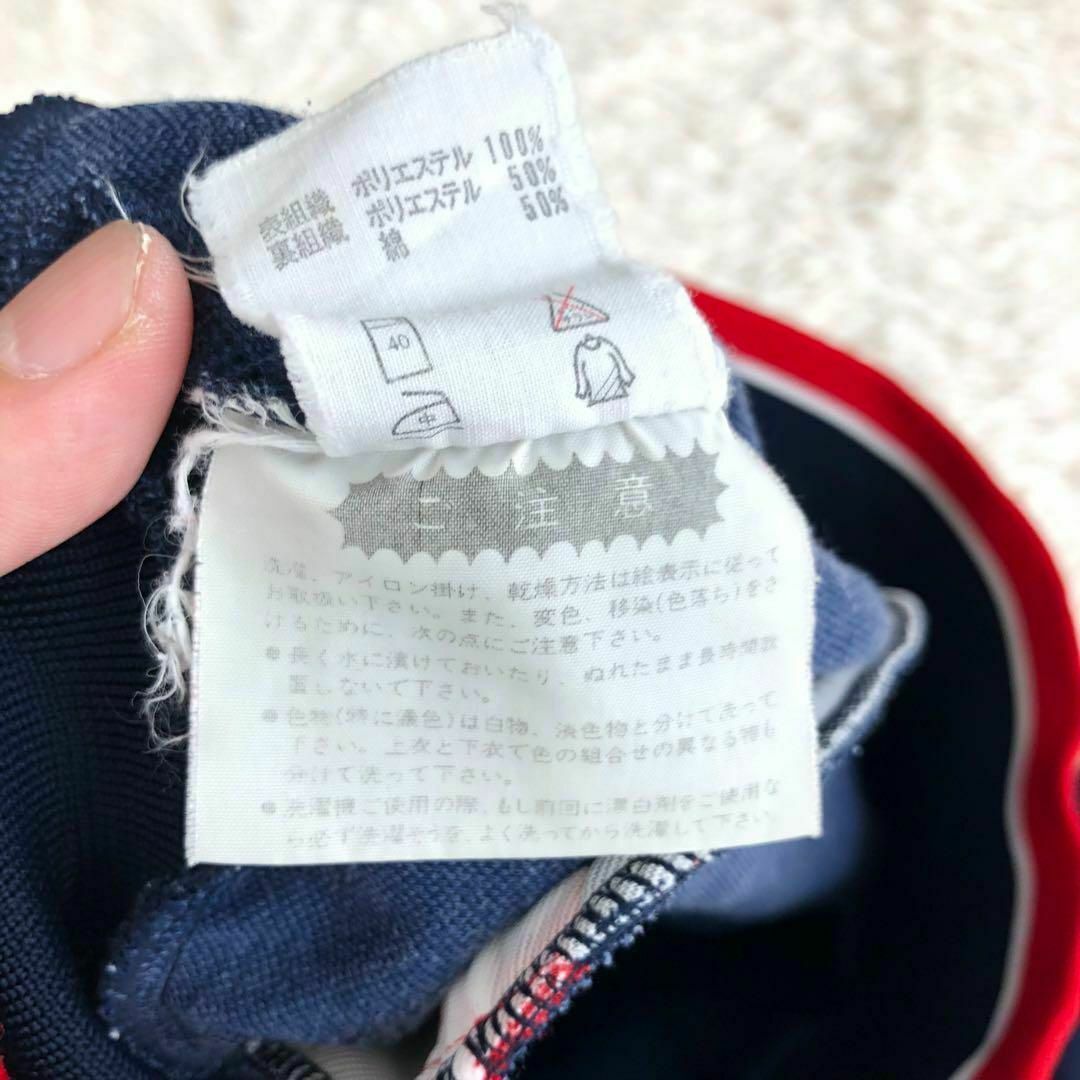 表組織 ポリエステル 100%
裏組織 ポリエステル 50%
綿 50%
40
中
ご注意
洗濯、アイロン掛け、乾燥方法は絵表示に従って
お取扱い下さい。また、変色、移染(色落ち)をさ
けるために、次の点にご注意下さい。
●長く水に漬けておいたり、ぬれたまま長時間放
置しないで下さい。
●色物(特に濃色)は白物、淡色物と分けて洗って
下さい。上衣と下衣で色の組合せの異なる物も
分けて洗って下さい。
●洗濯機ご使用の際、もし前回に漂白剤をご使用な
ら必ず洗濯そうを、よく洗ってから洗濯して下さい。